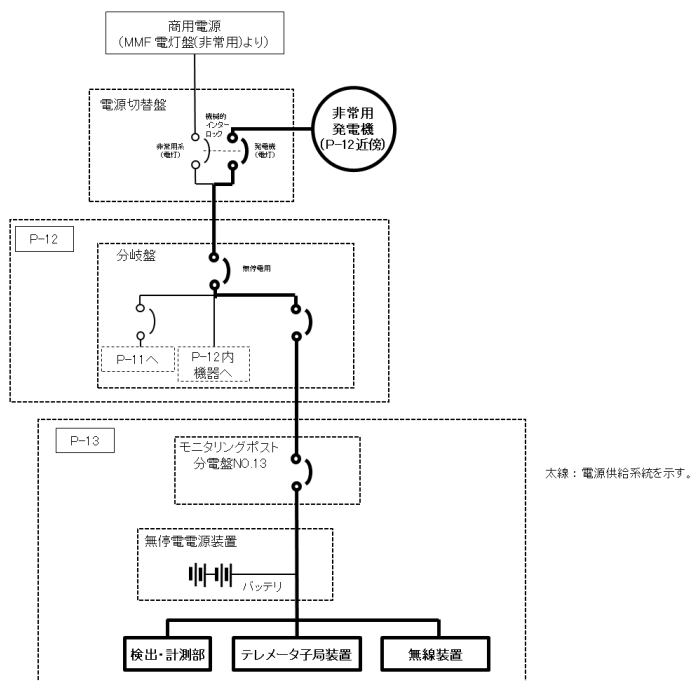 商用電源
(MMF 電灯盤(非常用)より)
電源切替盤
機械的
インター
ロック
非常用
発電機
(P-12近傍)
非常用系
(電灯)
発電機
(電灯)
P-12
分岐盤
無停電用
P-11へ
P-12内
機器へ
P-13
モニタリングポスト
分電盤NO.13
太線：電源供給系統を示す。
無停電電源装置
バッテリ
検出・計測部
テレメータ子局装置
無線装置